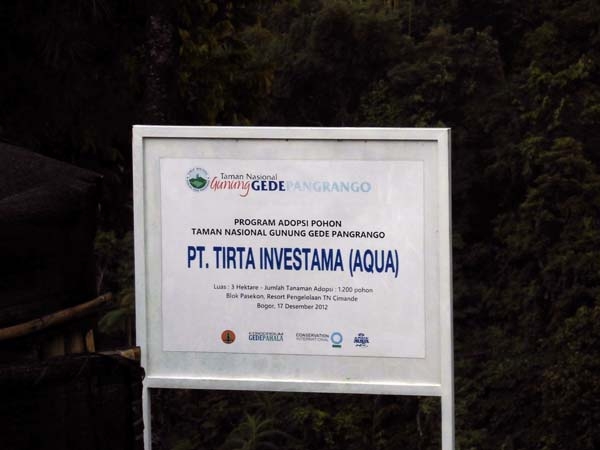 Taman Nasional
Gunung GEDE PANGRANGO
PROGRAM ADOPSI POHON
TAMAN NASIONAL GUNUNG GEDE PANGRANGO
PT. TIRTA INVESTAMA (AQUA)
Luas : 3 Hektare - Jumlah Tanaman Adopsi : 1.200 pohon
Blok Pasekon, Resort Pengelolaan TN Cimande
Bogor, 17 Desember 2012
KONSORSIUM
GEDEPAHALA
CONSERVATION
INTERNATIONAL
AQUA